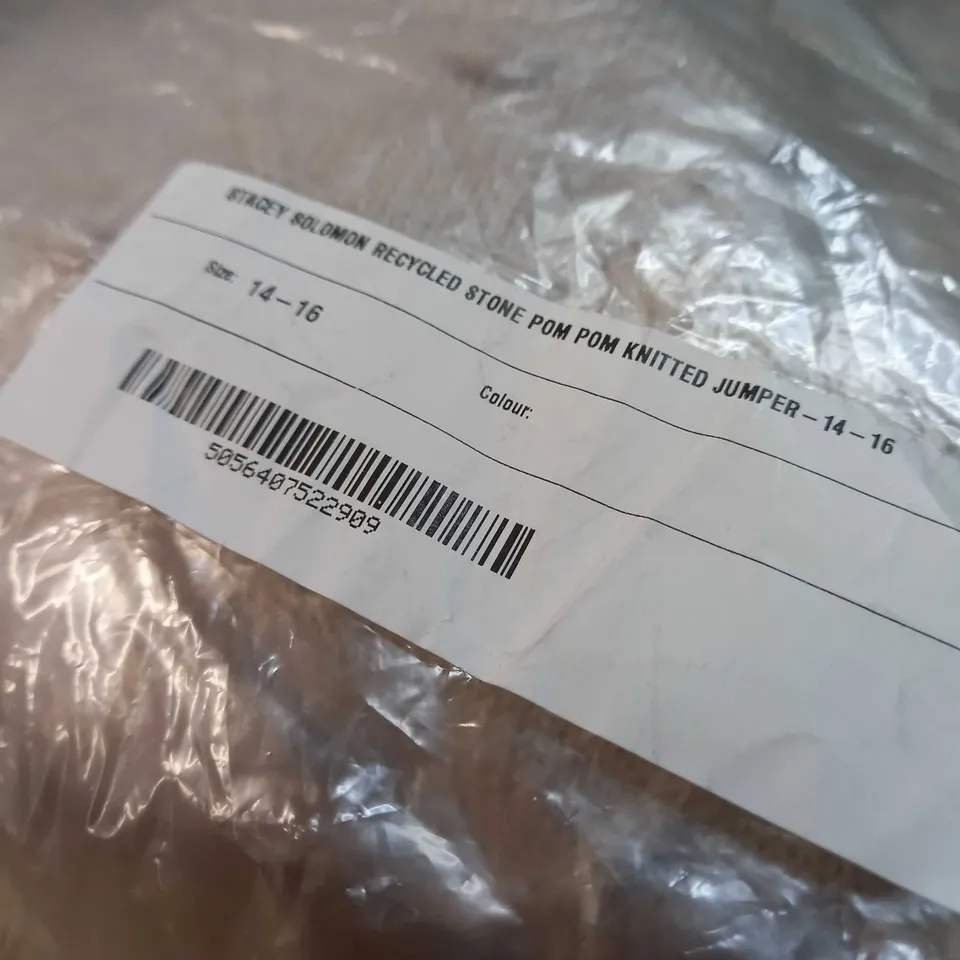 STACEY SOLOMON RECYCLED STONE POM POM KNITTED JUMPER-14-16
Size: 14-16
Colour:
5056407522909